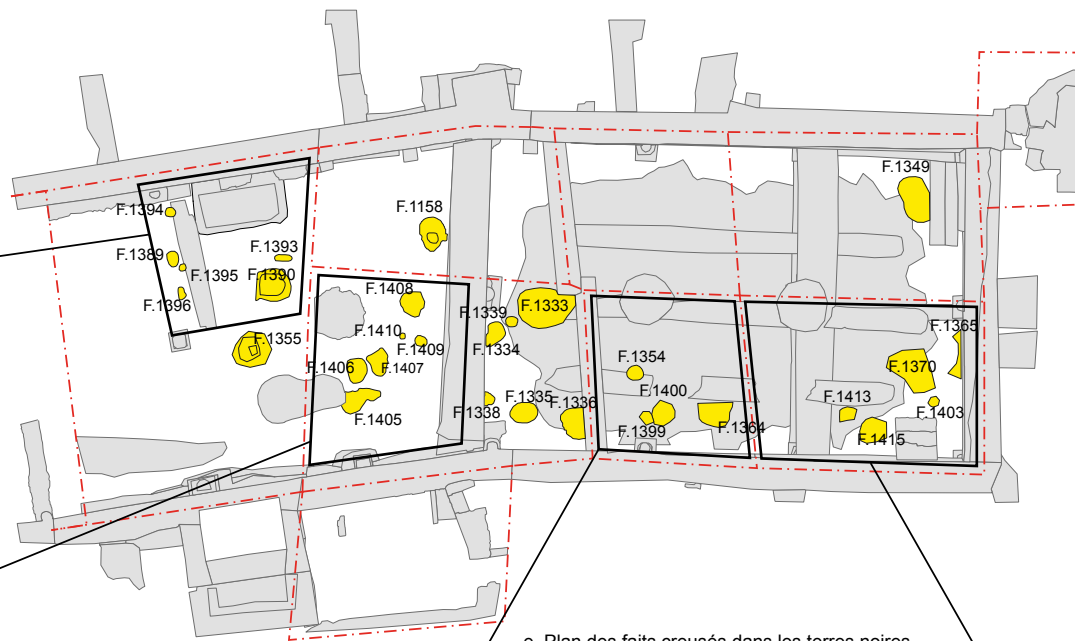 F.1349
F.1394
F.1158
F.1393
F.1389
F.1395
F.1390
F.1396
F.1408
F.1339
F.1333
F.1365
F.1410
F.1409
F.1334
F.1355
F.1354
F.1370
F.1406
F.1407
F.1400
F.1338
F.1335
F.1336
F.1405
F.1399
F.1364
F.1413
F.1403
F.1415
e. Plan des faits creusés dans les terres noires